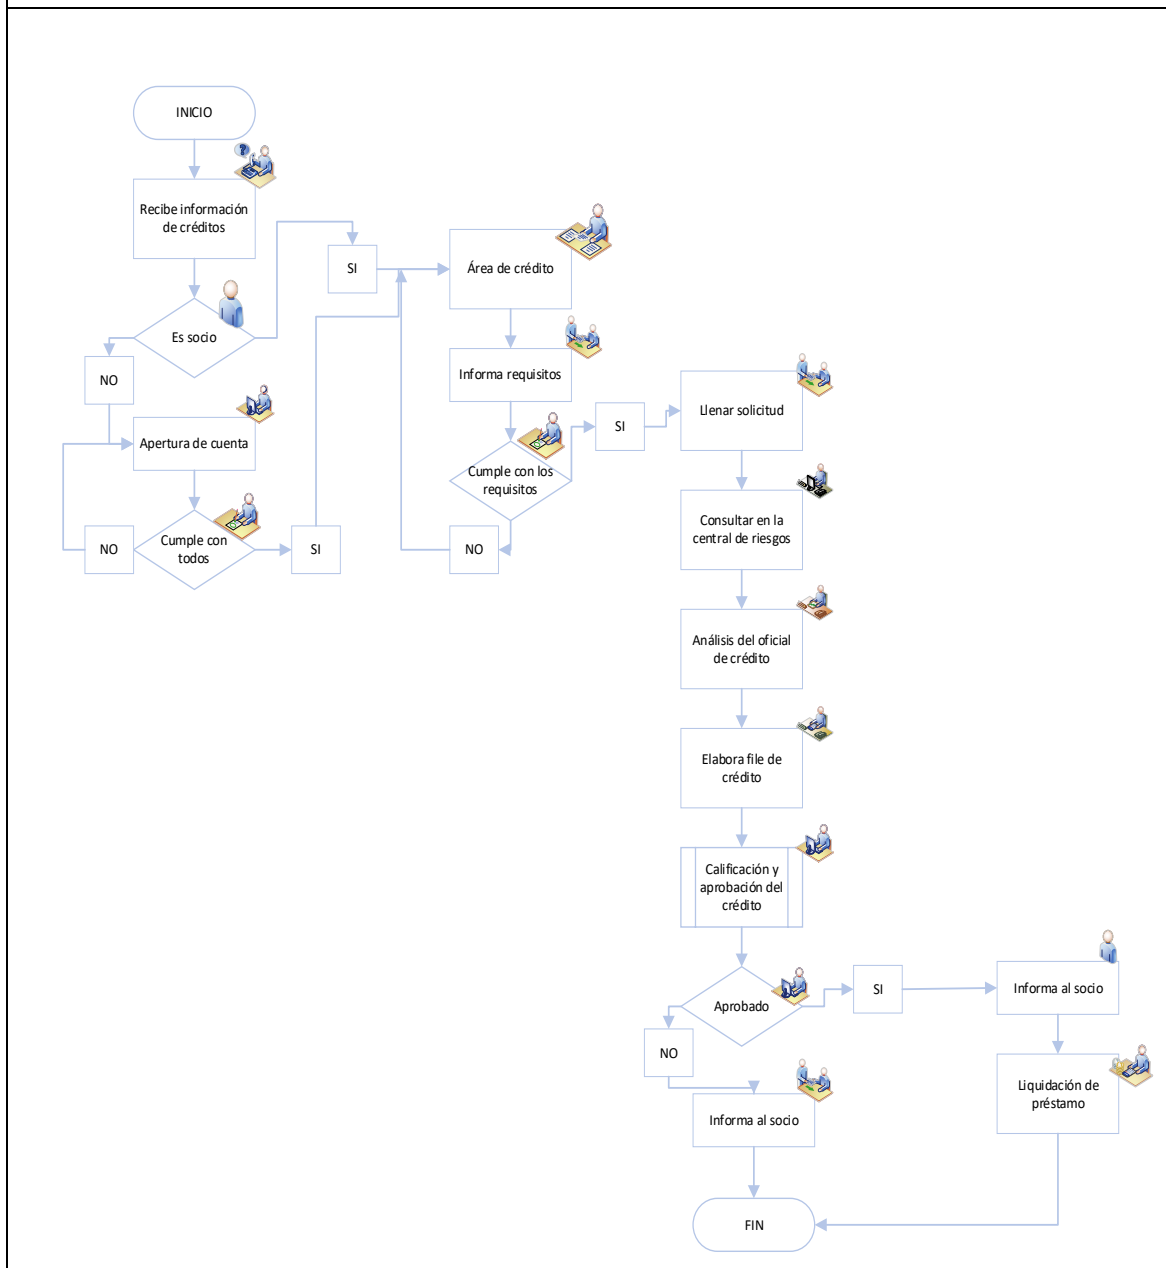 INICIO
Recibe información
de créditos
Es socio
NO
Apertura de cuenta
Cumple con
todos
NO
SI
SI
Área de crédito
Informa requisitos
Cumple con los
requisitos
NO
SI
Llenar solicitud
Consultar en la
central de riesgos
Análisis del oficial
de crédito
Elabora file de
crédito
Calificación y
aprobación del
crédito
Aprobado
SI
Informa al socio
Liquidación de
préstamo
NO
Informa al socio
FIN